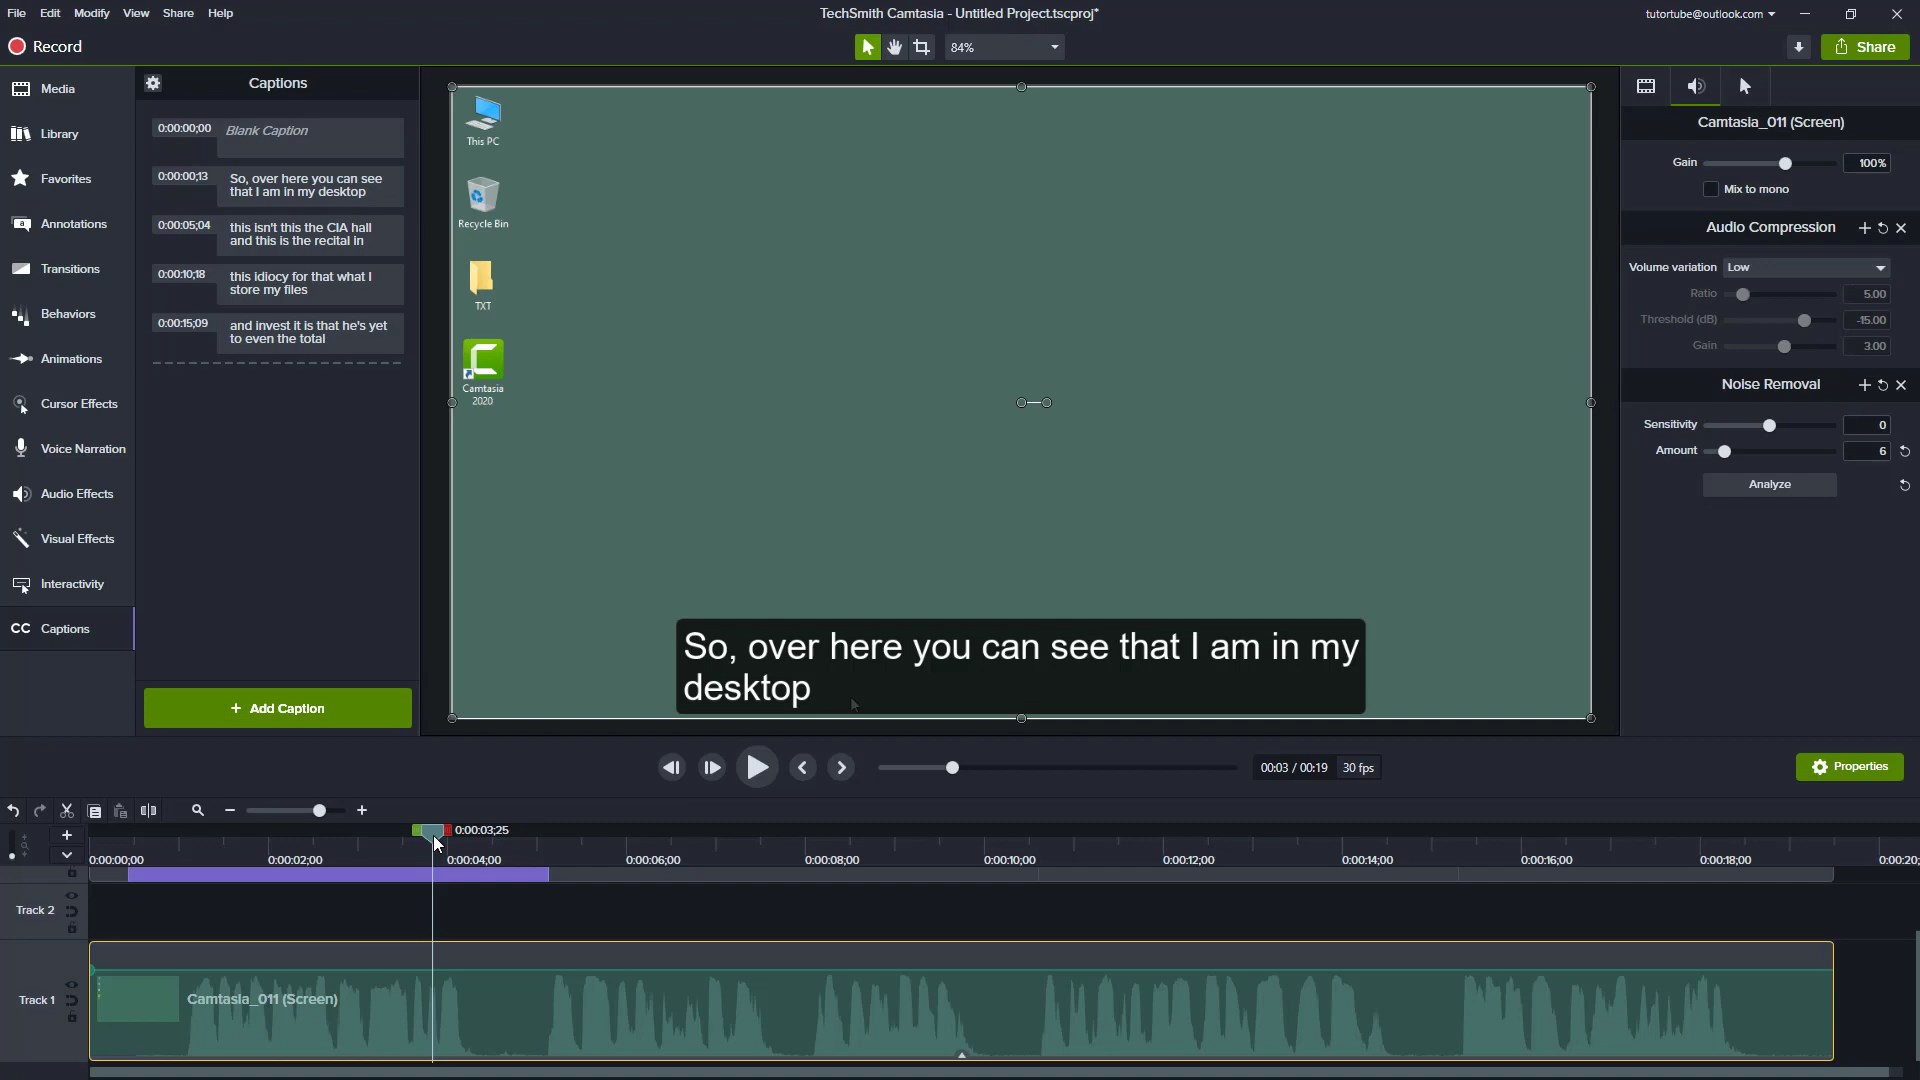 File Edit Modify View Share Help
TechSmith Camtasia - Untitled Project.tscproj*
tutortube@outlook.com
Record
84%
Share
Media
Library
Favorites
Annotations
Transitions
Behaviors
Animations
Cursor Effects
Voice Narration
Audio Effects
Visual Effects
Interactivity
CC Captions
Captions
0:00:00;00 Blank Caption
0:00:00;13 So, over here you can see
that I am in my desktop
0:00:05;04 this isn't this the CIA hall
and this is the recital in
0:00:10;18 this idiocy for that what I
store my files
0:00:15;09 and invest it is that he's yet
to even the total
+ Add Caption
This PC
Recycle Bin
TXT
Camtasia
2020
So, over here you can see that I am in my
desktop
Camtasia_011 (Screen)
Gain 100%
Mix to mono
Audio Compression
Volume variation Low
Ratio 5.00
Threshold (dB) -15.00
Gain 3.00
Noise Removal
Sensitivity 0
Amount 6
Analyze
00:03 / 00:19 30 fps
Properties
0:00:03;25
0:00:00;00 0:00:02;00 0:00:04;00 0:00:06;00 0:00:08;00 0:00:10;00 0:00:12;00 0:00:14;00 0:00:16;00 0:00:18;00 0:00:20;
Track 2
Track 1
Camtasia_011 (Screen)